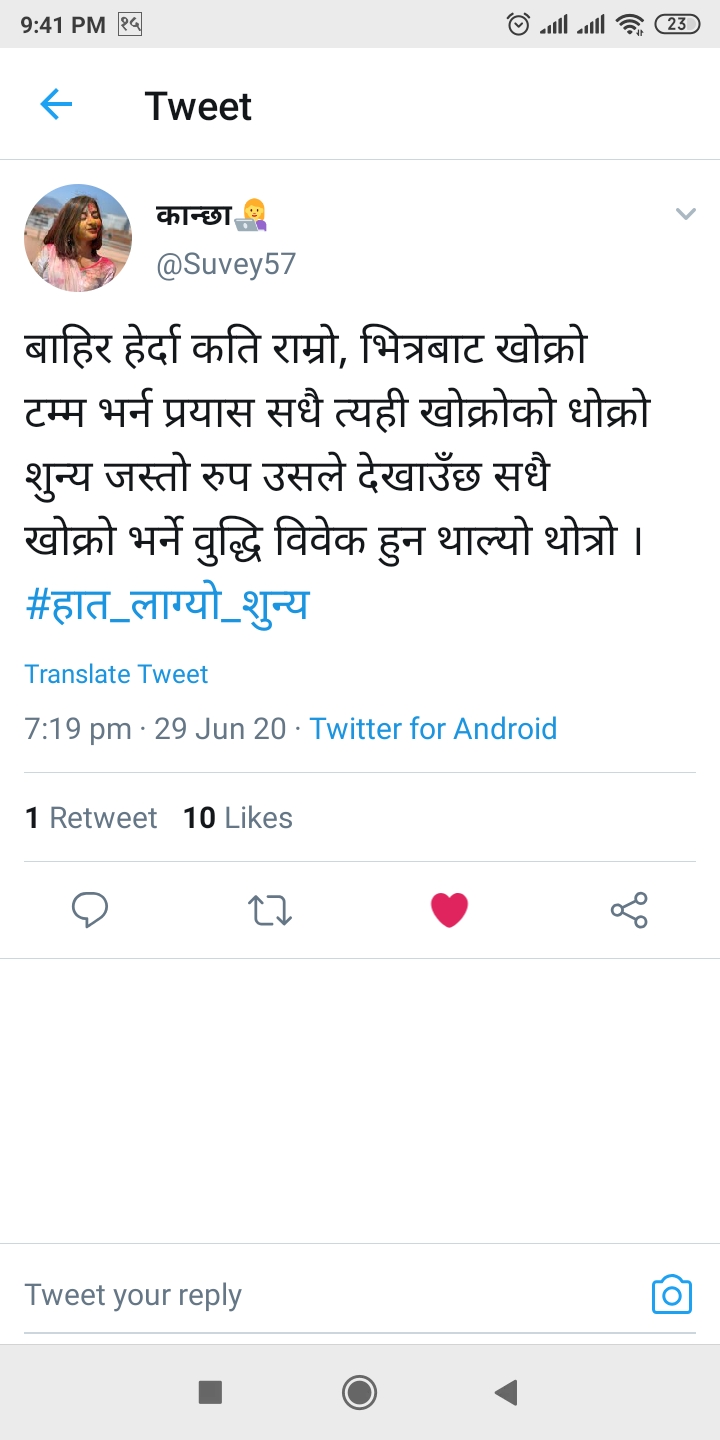 9:41 PM १५ 23
Tweet
कान्छा
@Suvey57
बाहिर हेर्दा कति राम्रो, भित्रबाट खोक्रो
टम्म भर्न प्रयास सधै त्यही खोक्रोको धोक्रो
शुन्य जस्तो रुप उसले देखाउँछ सधै
खोक्रो भर्ने वुद्धि विवेक हुन थाल्यो थोत्रो ।
#हात_लाग्यो_शुन्य
Translate Tweet
7:19 pm · 29 Jun 20 · Twitter for Android
1 Retweet 10 Likes
Tweet your reply